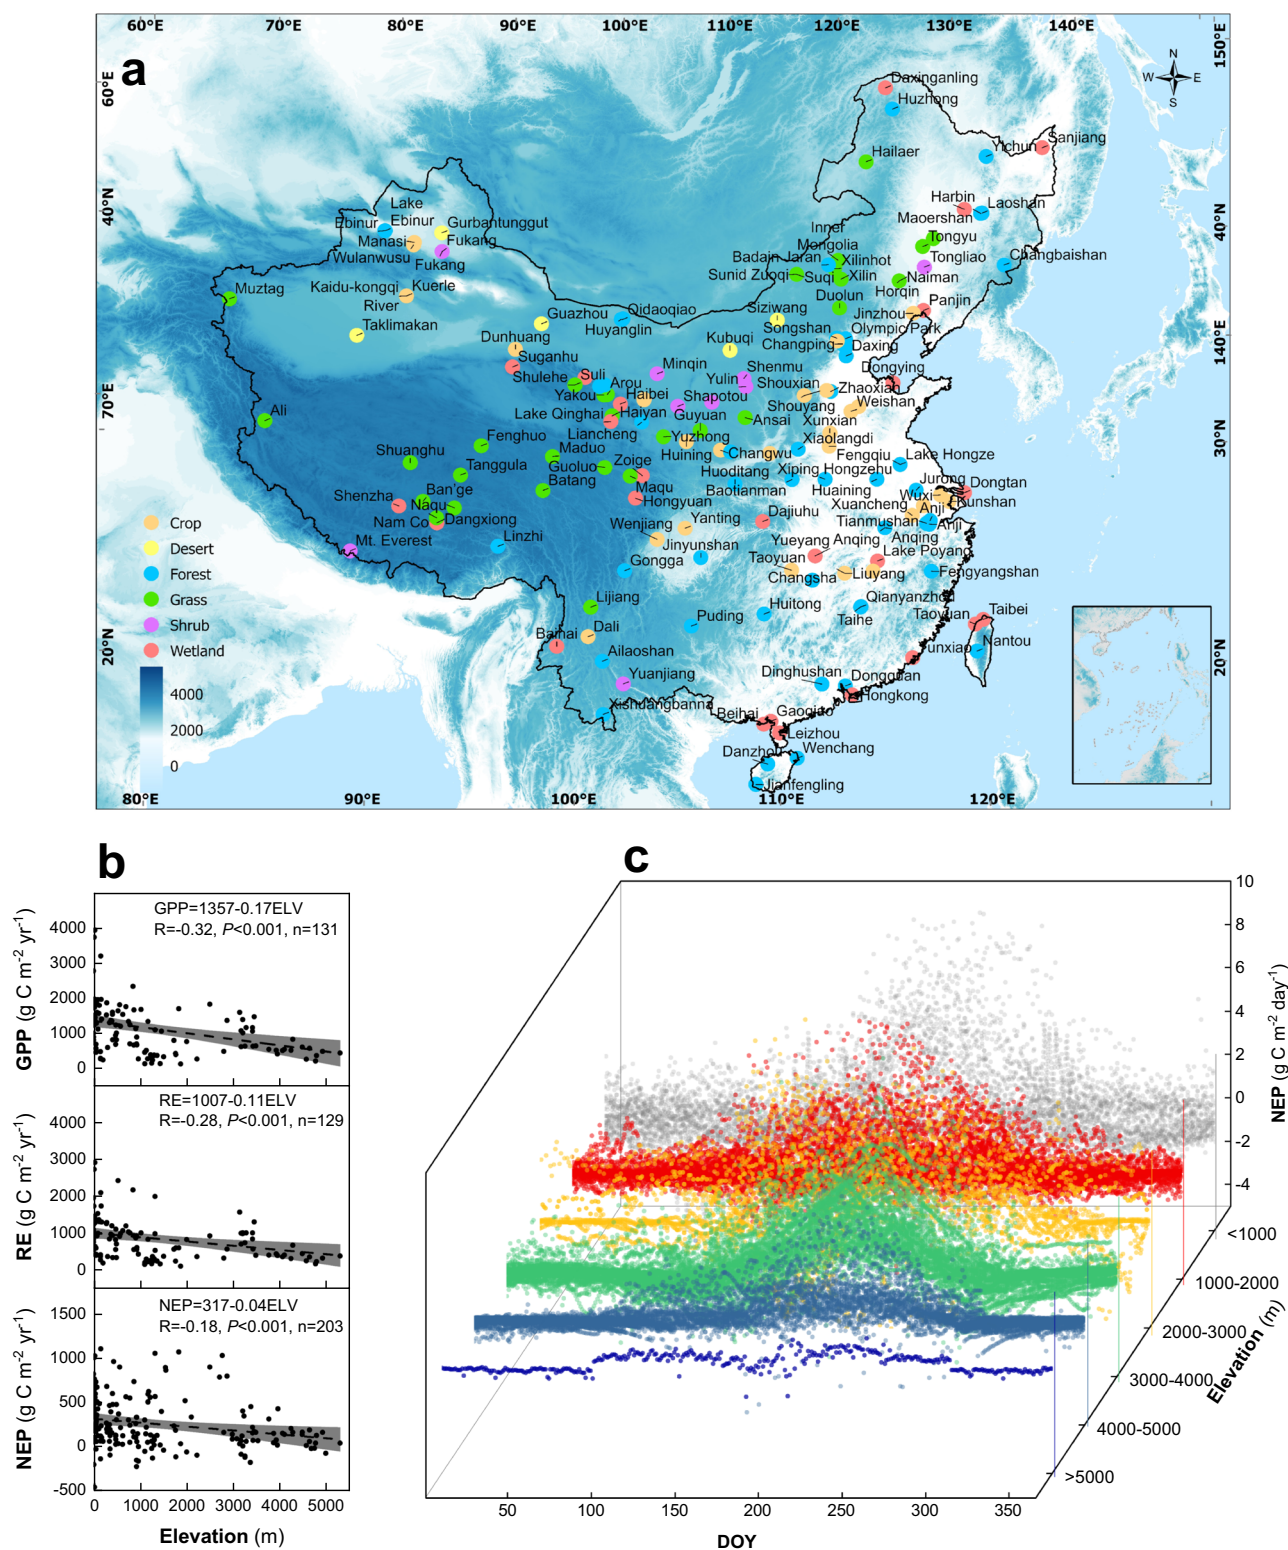 60°E
70°E
80°E
90°E
100°E
110°E
120°E
130°E
140°E
150°E
a
N
W
E
S
60°E
40°N
70°E
20°N
40°N
140°E
30°N
20°N
Daxinganling
Huzhong
Sanjiang
Yichun
Hailaer
Harbin
Laoshan
Maoershan
Tongyu
Tongliao
Changbaishan
Lake
Ebinur
Ebinur
Gurbantunggut
Manasi
Fukang
Wulanwusu
Fukang
Inner
Mongolia
Badain Jaran
Xilinhot
Sunid Zuoqi
Suqi
Xilin
Naiman
Horqin
Duolun
Panjin
Jinzhou
Muztag
Kaidu-kongqi
Kuerle
River
Taklimakan
Guazhou
Qidaoqiao
Huyanglin
Siziwang
Songshan
Olympic Park
Changping
Daxing
Kubuqi
Dongying
Dunhuang
Suganhu
Shulehe
Suli
Arou
Minqin
Shenmu
Yulin
Shouxian
Zhaoxian
Yakou
Haibei
Shapotou
Shouyang
Weishan
Lake Qinghai
Haiyan
Guyuan
Ansai
Xunxian
Ali
Liancheng
Yuzhong
Xiaolangdi
Fenghuo
Maduo
Huining
Changwu
Fengqiu
Lake Hongze
Shuanghu
Tanggula
Guoluo
Zoige
Huoditang
Xiping
Hongzehu
Jurong
Dongtan
Batang
Maqu
Baotianman
Huaining
Wuxi
Kunshan
Shenzha
Ban'ge
Hongyuan
Xuancheng
Anji
Naqu
Dajiuhu
Tianmushan
Anji
Nam Co
Dangxiong
Wenjiang
Yanting
Yueyang
Anqing
Anqing
Mt. Everest
Linzhi
Jinyunshan
Taoyuan
Lake Poyang
Gongga
Changsha
Liuyang
Fengyangshan
Lijiang
Huitong
Qianyanzhou
Puding
Taihe
Taoyuan
Taibei
Bamai
Dali
Nantou
Ailaoshan
Yunxiao
Yuanjiang
Dinghushan
Dongguan
Xishuangbanna
Hongkong
Beihai
Gaoqiao
Leizhou
Danzhou
Wenchang
Jianfengling
Crop
Desert
Forest
Grass
Shrub
Wetland
4000
2000
0
80°E
90°E
100°E
110°E
120°E
b
GPP=1357-0.17ELV
R=-0.32, P<0.001, n=131
4000
3000
2000
1000
0
GPP (g C m-2 yr-1)
RE=1007-0.11ELV
R=-0.28, P<0.001, n=129
4000
3000
2000
1000
0
RE (g C m-2 yr-1)
NEP=317-0.04ELV
R=-0.18, P<0.001, n=203
1500
1000
500
0
-500
NEP (g C m-2 yr-1)
0
1000
2000
3000
4000
5000
Elevation (m)
c
10
8
6
4
2
0
-2
-4
NEP (g C m-2 day-1)
<1000
1000-2000
2000-3000
3000-4000
4000-5000
>5000
Elevation (m)
50
100
150
200
250
300
350
DOY